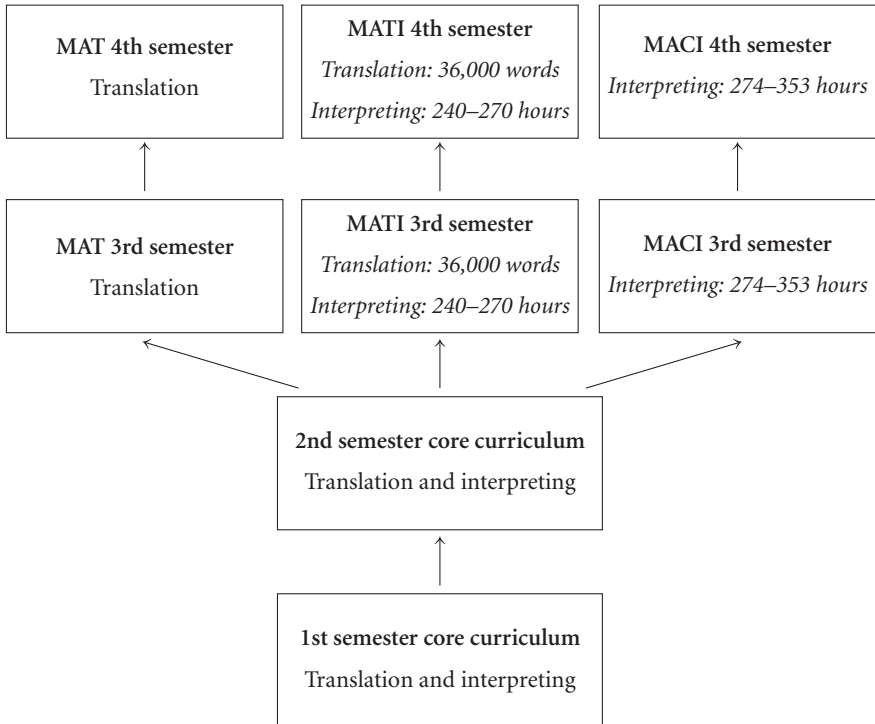 MAT 4th semester
Translation
MATI 4th semester
Translation: 36,000 words
Interpreting: 240–270 hours
MACI 4th semester
Interpreting: 274–353 hours
MAT 3rd semester
Translation
MATI 3rd semester
Translation: 36,000 words
Interpreting: 240–270 hours
MACI 3rd semester
Interpreting: 274–353 hours
2nd semester core curriculum
Translation and interpreting
1st semester core curriculum
Translation and interpreting